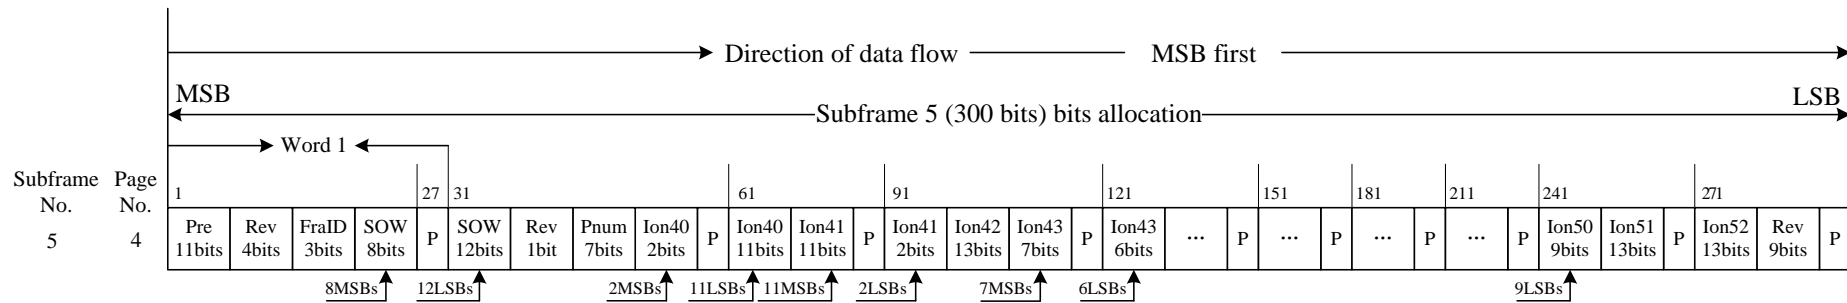 Direction of data flow MSB first
MSB LSB
Subframe 5 (300 bits) bits allocation
Word 1
Subframe No. Page No. 1 27 31 61 91 121 151 181 211 241 271
5 4 Pre 11bits Rev 4bits FraID 3bits SOW 8bits P SOW 12bits Rev 1bit Pnum 7bits Ion40 2bits P Ion40 11bits Ion41 11bits P Ion41 2bits Ion42 13bits Ion43 7bits P Ion43 6bits ... P ... P ... P ... P Ion50 9bits Ion51 13bits P Ion52 13bits Rev 9bits P
8MSBs 12LSBs 2MSBs 11LSBs 11MSBs 2LSBs 7MSBs 6LSBs 9LSBs